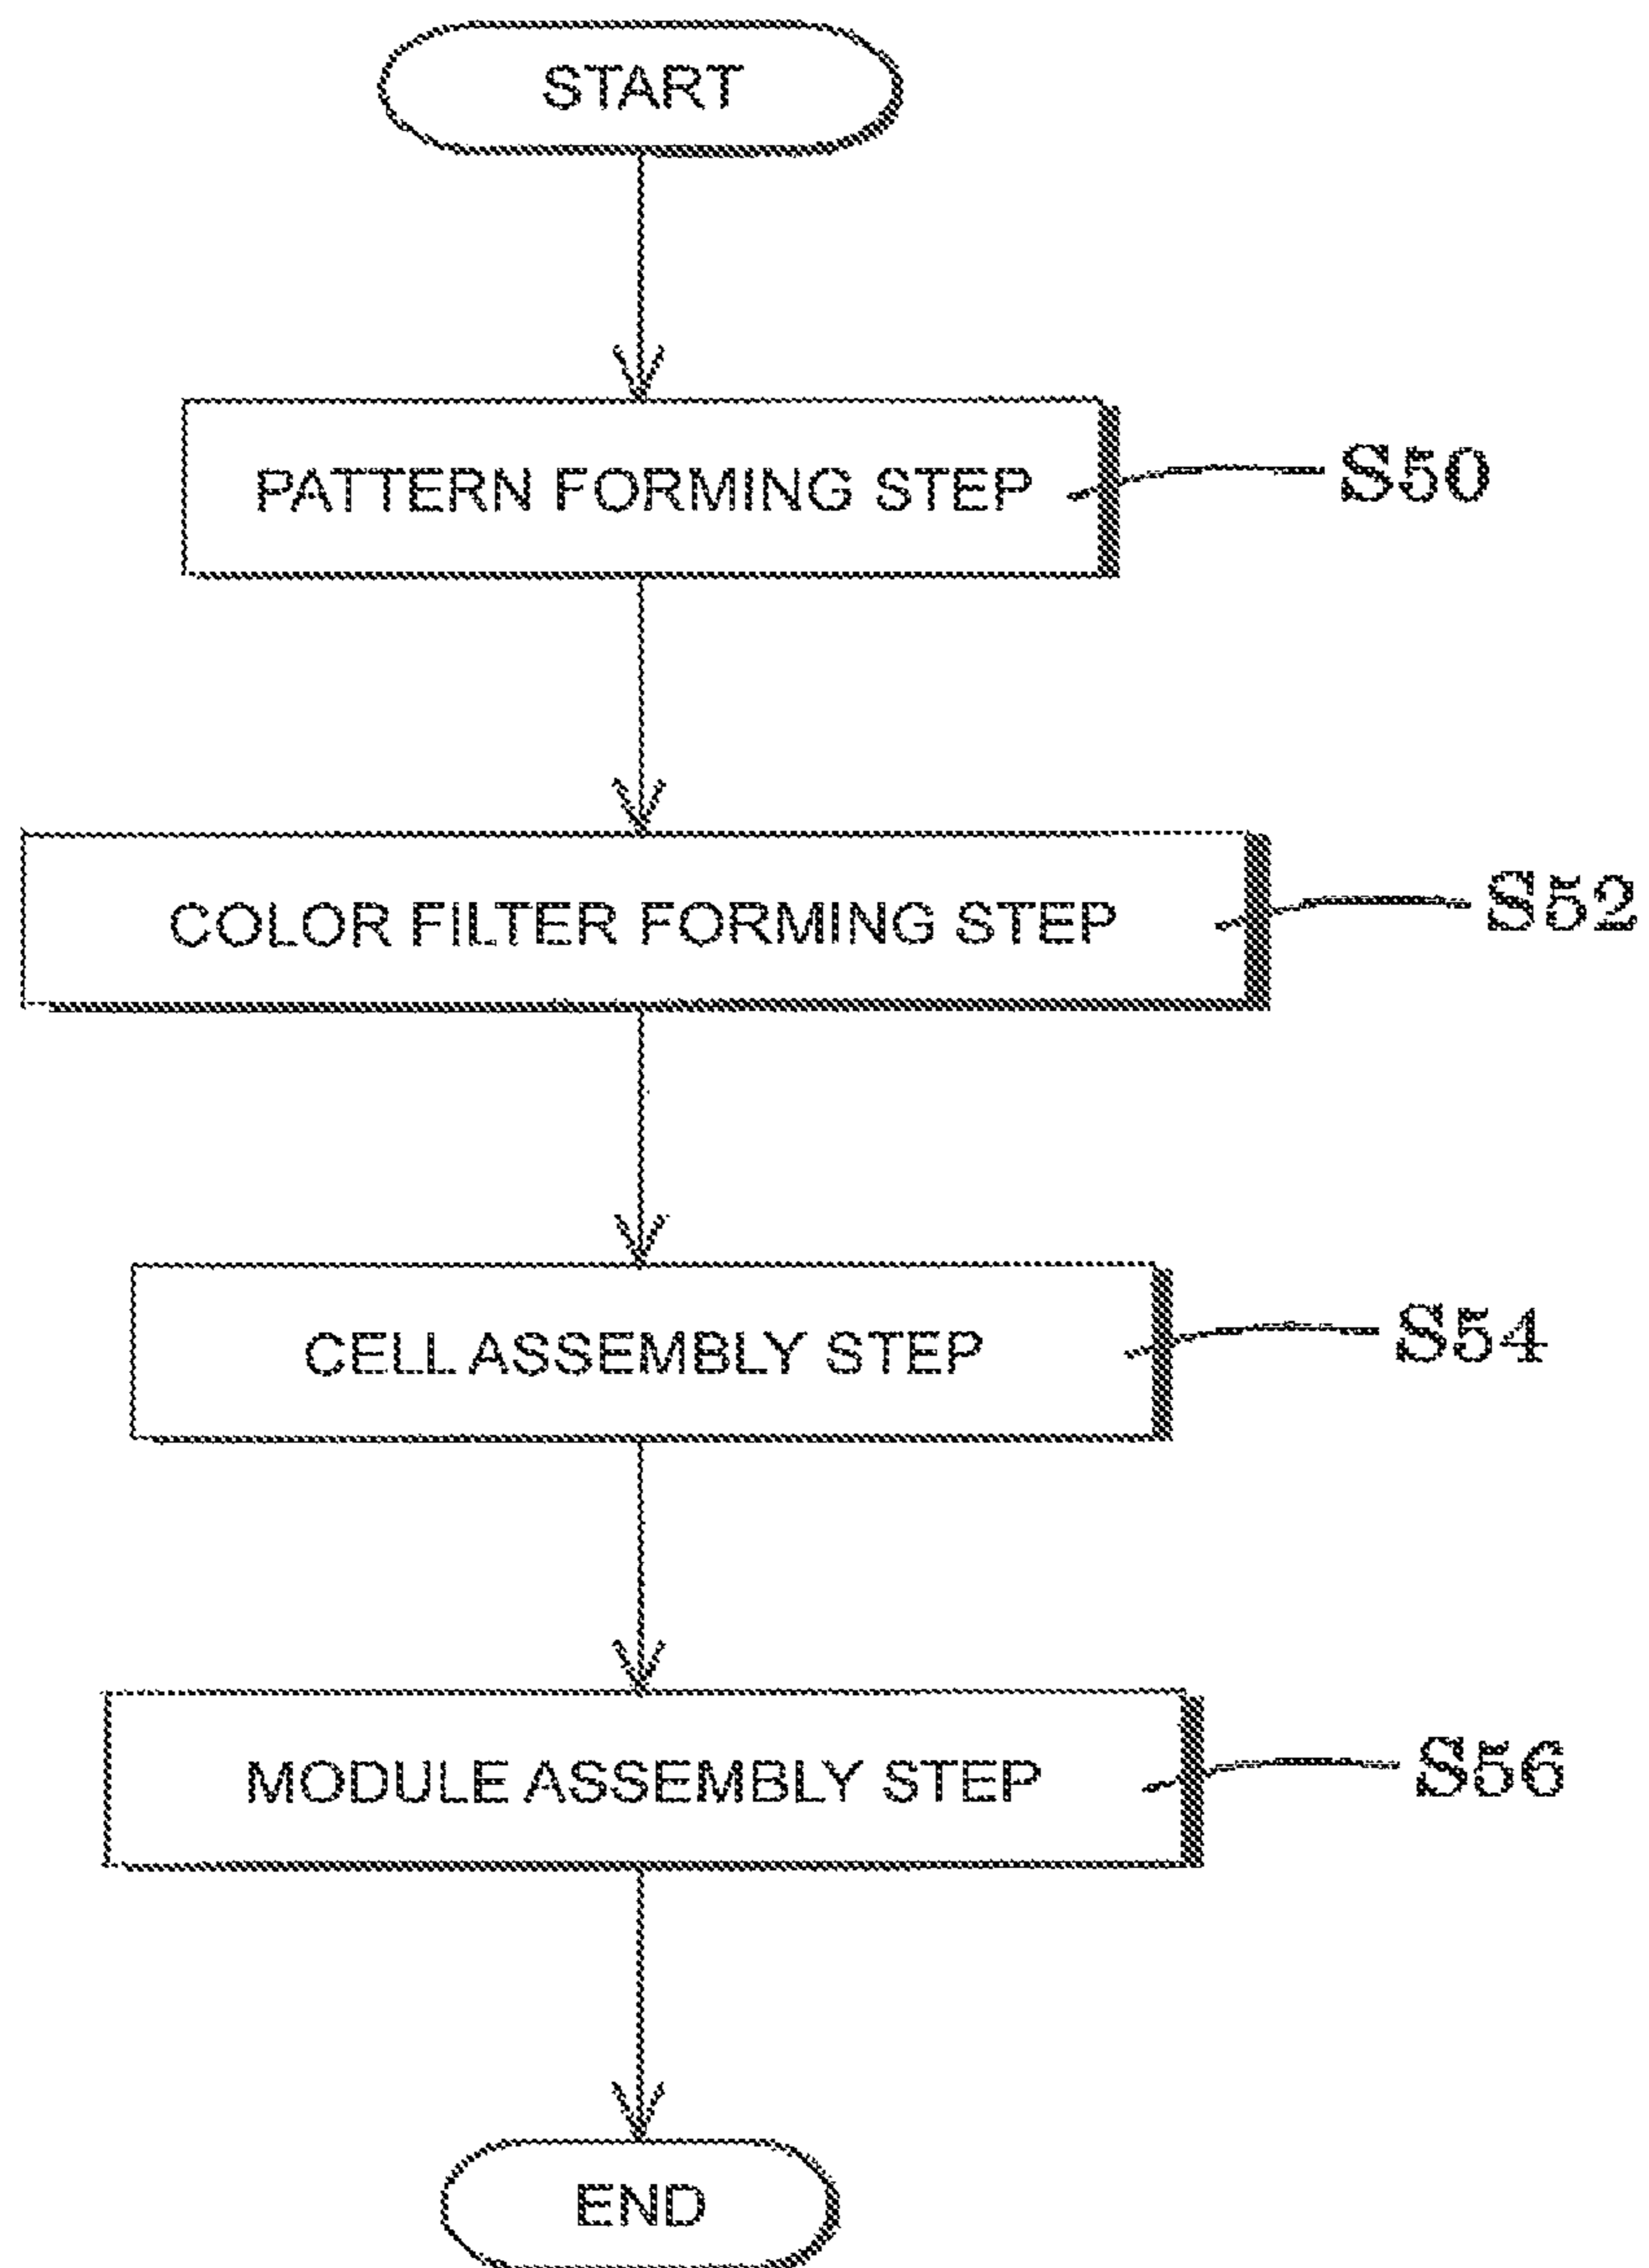 START
PATTERN FORMING STEP
S50
COLOR FILTER FORMING STEP
S52
CELL ASSEMBLY STEP
S54
MODULE ASSEMBLY STEP
S56
END